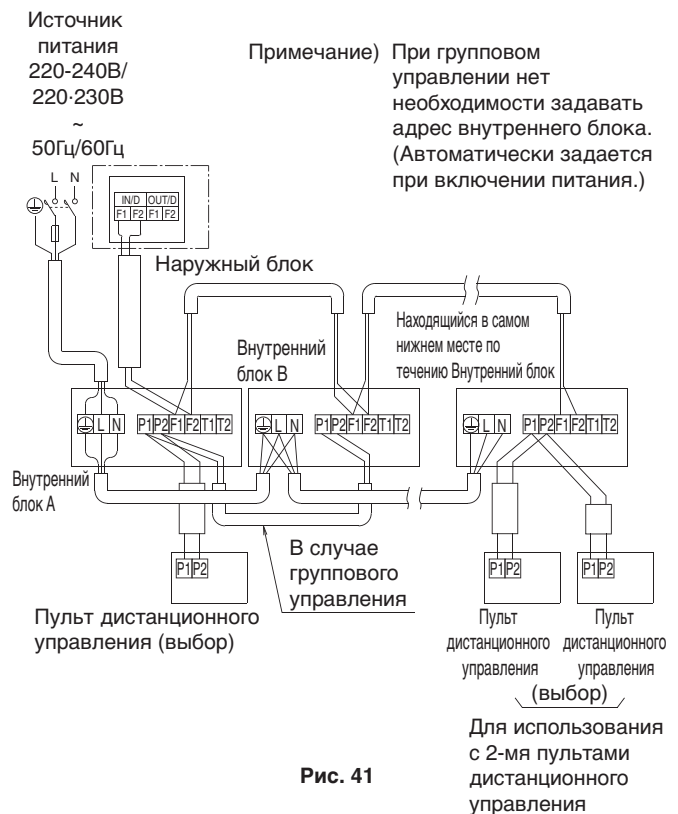 Источник
питания
220-240В/
220·230В
~
50Гц/60Гц
L N
Примечание) При групповом
управлении нет
необходимости задавать
адрес внутреннего блока.
(Автоматически задается
при включении питания.)
IN/D OUT/D
F1 F2 F1 F2
Наружный блок
Внутренний
блок В
Находящийся в самом
нижнем месте по
течению Внутренний блок
L N P1 P2 F1 F2 T1 T2
L N P1 P2 F1 F2 T1 T2
L N P1 P2 F1 F2 T1 T2
Внутренний
блок А
В случае
группового
управления
P1 P2
Пульт дистанционного
управления (выбор)
P1 P2
P1 P2
Пульт
дистанционного
управления
Пульт
дистанционного
управления
(выбор)
Для использования
с 2-мя пультами
дистанционного
управления
Рис. 41